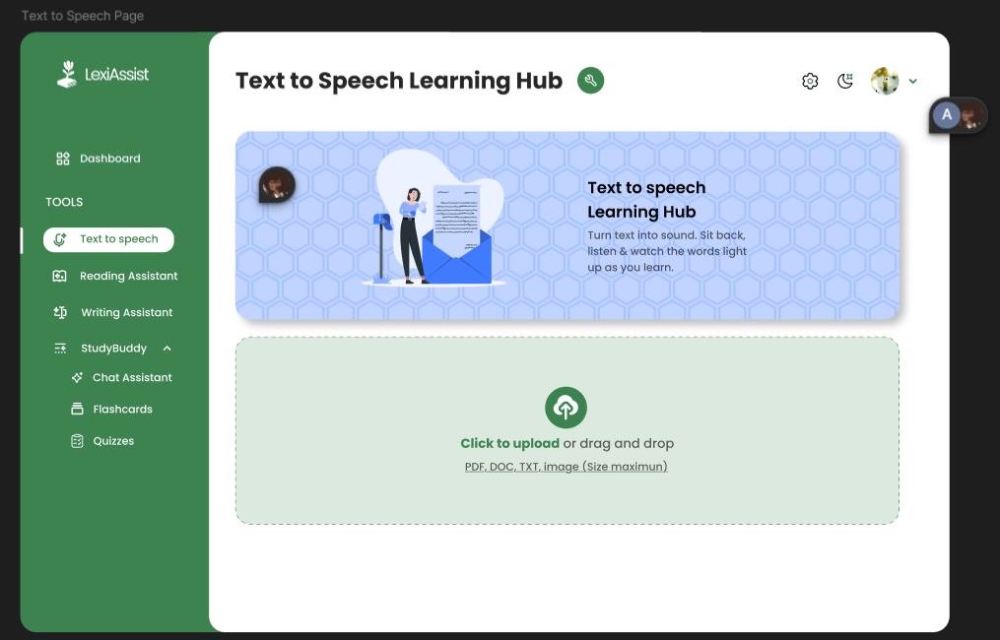 Text to Speech Page
LexiAssist
Dashboard
TOOLS
Text to speech
Reading Assistant
Writing Assistant
StudyBuddy
Chat Assistant
Flashcards
Quizzes
Text to Speech Learning Hub
A
Text to speech
Learning Hub
Turn text into sound. Sit back,
listen & watch the words light
up as you learn.
Click to upload or drag and drop
PDF, DOC, TXT, image (Size maximun)